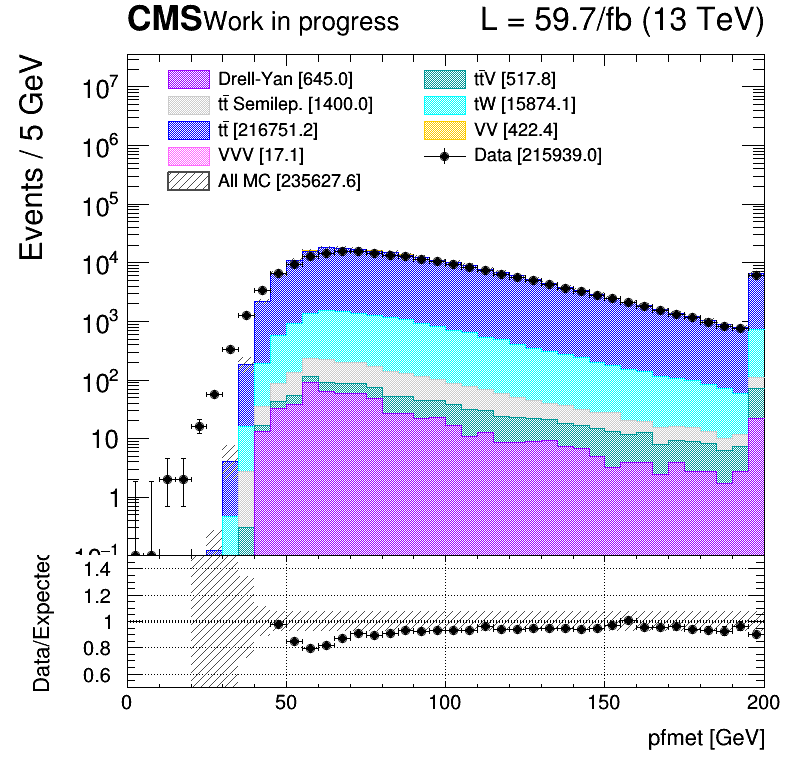 CMS Work in progress L = 59.7/fb (13 TeV)
Events / 5 GeV
Drell-Yan [645.0]
tt̄ Semilep. [1400.0]
tt̄ [216751.2]
VVV [17.1]
All MC [235627.6]
tt̄V [517.8]
tW [15874.1]
VV [422.4]
Data [215939.0]
10⁷
10⁶
10⁵
10⁴
10³
10²
10
1
10⁻¹
Data/Expected
1.4
1.2
1
0.8
0.6
0 50 100 150 200
pfmet [GeV]